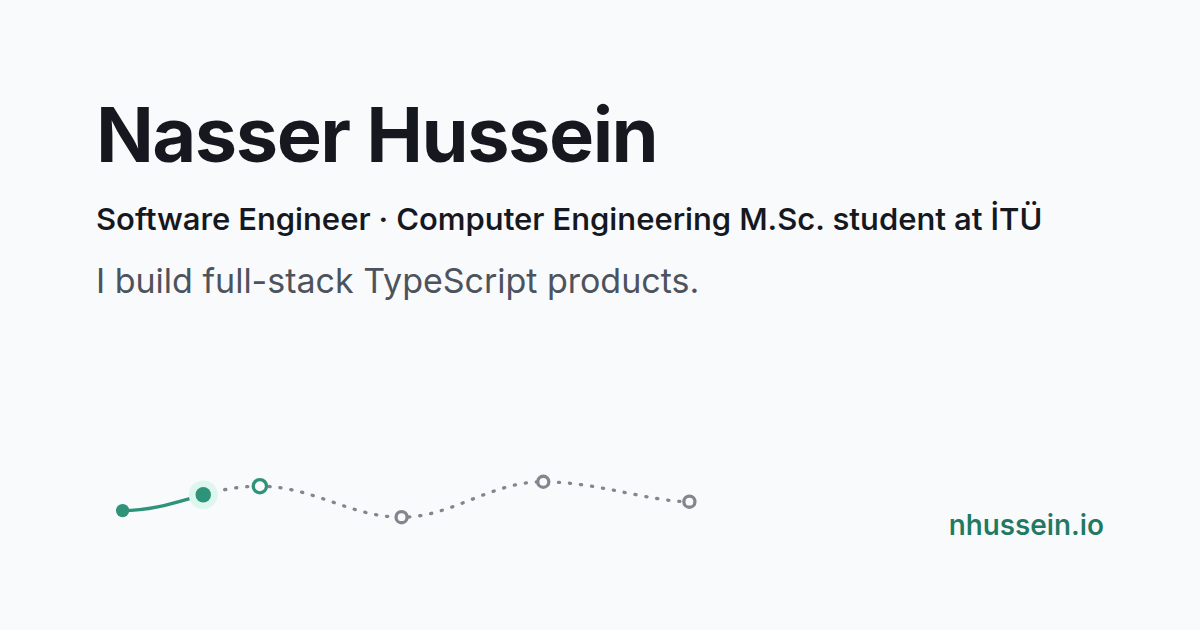 Nasser Hussein
Software Engineer · Computer Engineering M.Sc. student at İTÜ
I build full-stack TypeScript products.
nhussein.io